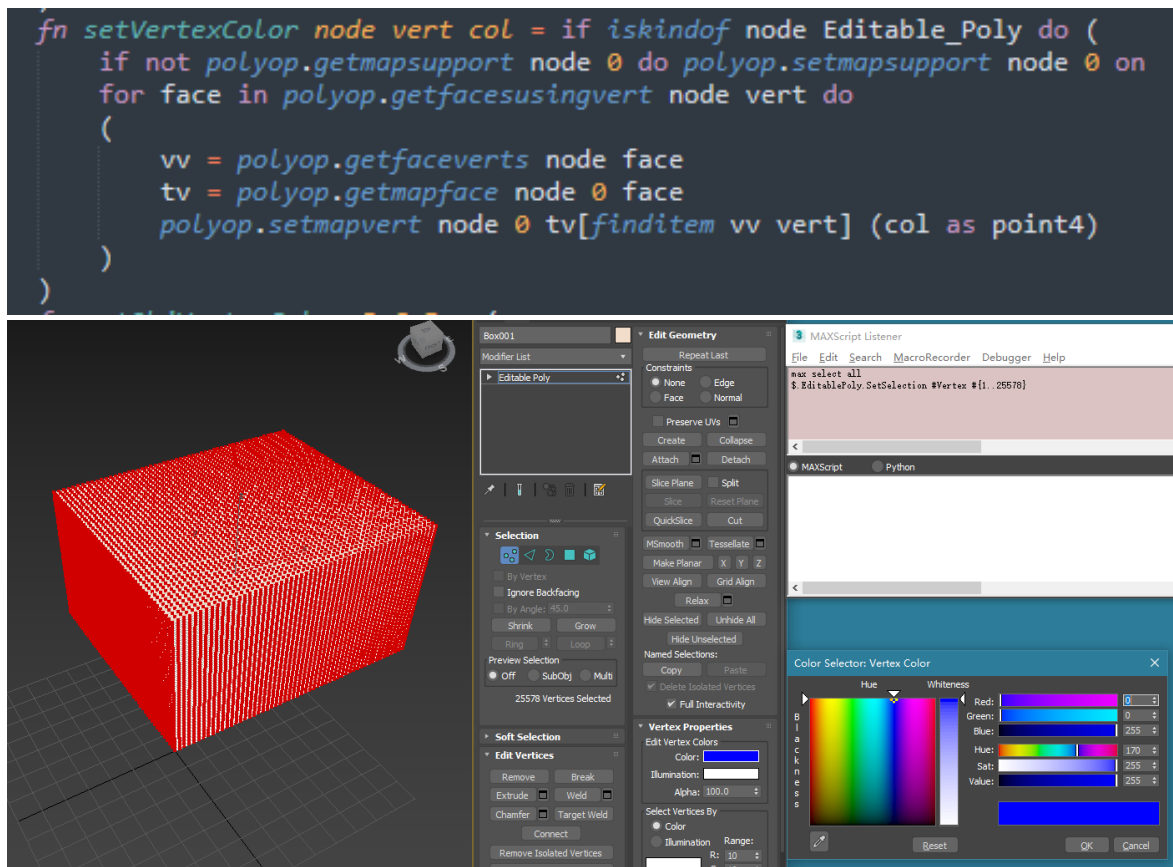 fn setVertexColor node vert col = if iskindof node Editable_Poly do (
if not polyop.getmapsupport node 0 do polyop.setmapsupport node 0 on
for face in polyop.getfacesusingvert node vert do
(
vv = polyop.getfaceverts node face
tv = polyop.getmapface node 0 face
polyop.setmapvert node 0 tv[finditem vv vert] (col as point4)
)
)
Box001
Modifier List
Editable Poly
Selection
By Vertex
Ignore Backfacing
By Angle: 45.0
Shrink Grow
Ring Loop
Preview Selection
Off SubObj Multi
25578 Vertices Selected
Soft Selection
Edit Vertices
Remove Break
Extrude Weld
Chamfer Target Weld
Connect
Remove Isolated Vertices
Edit Geometry
Repeat Last
Constraints
None Edge
Face Normal
Preserve UVs
Create Collapse
Attach Detach
Slice Plane Split
Slice Reset Plane
QuickSlice Cut
MSmooth Tessellate
Make Planar X Y Z
View Align Grid Align
Relax
Hide Selected Unhide All
Hide Unselected
Named Selections:
Copy Paste
Delete Isolated Vertices
Full Interactivity
Vertex Properties
Edit Vertex Colors
Color:
Illumination:
Alpha: 100.0
Select Vertices By
Color
Illumination Range:
R: 10
3 MAXScript Listener
File Edit Search MacroRecorder Debugger Help
max select all
$.EditablePoly.SetSelection #Vertex #{1..25578}
MAXScript Python
Color Selector: Vertex Color
Hue Whiteness
Blackness
Red: 0
Green: 0
Blue: 255
Hue: 170
Sat: 255
Value: 255
Reset OK Cancel